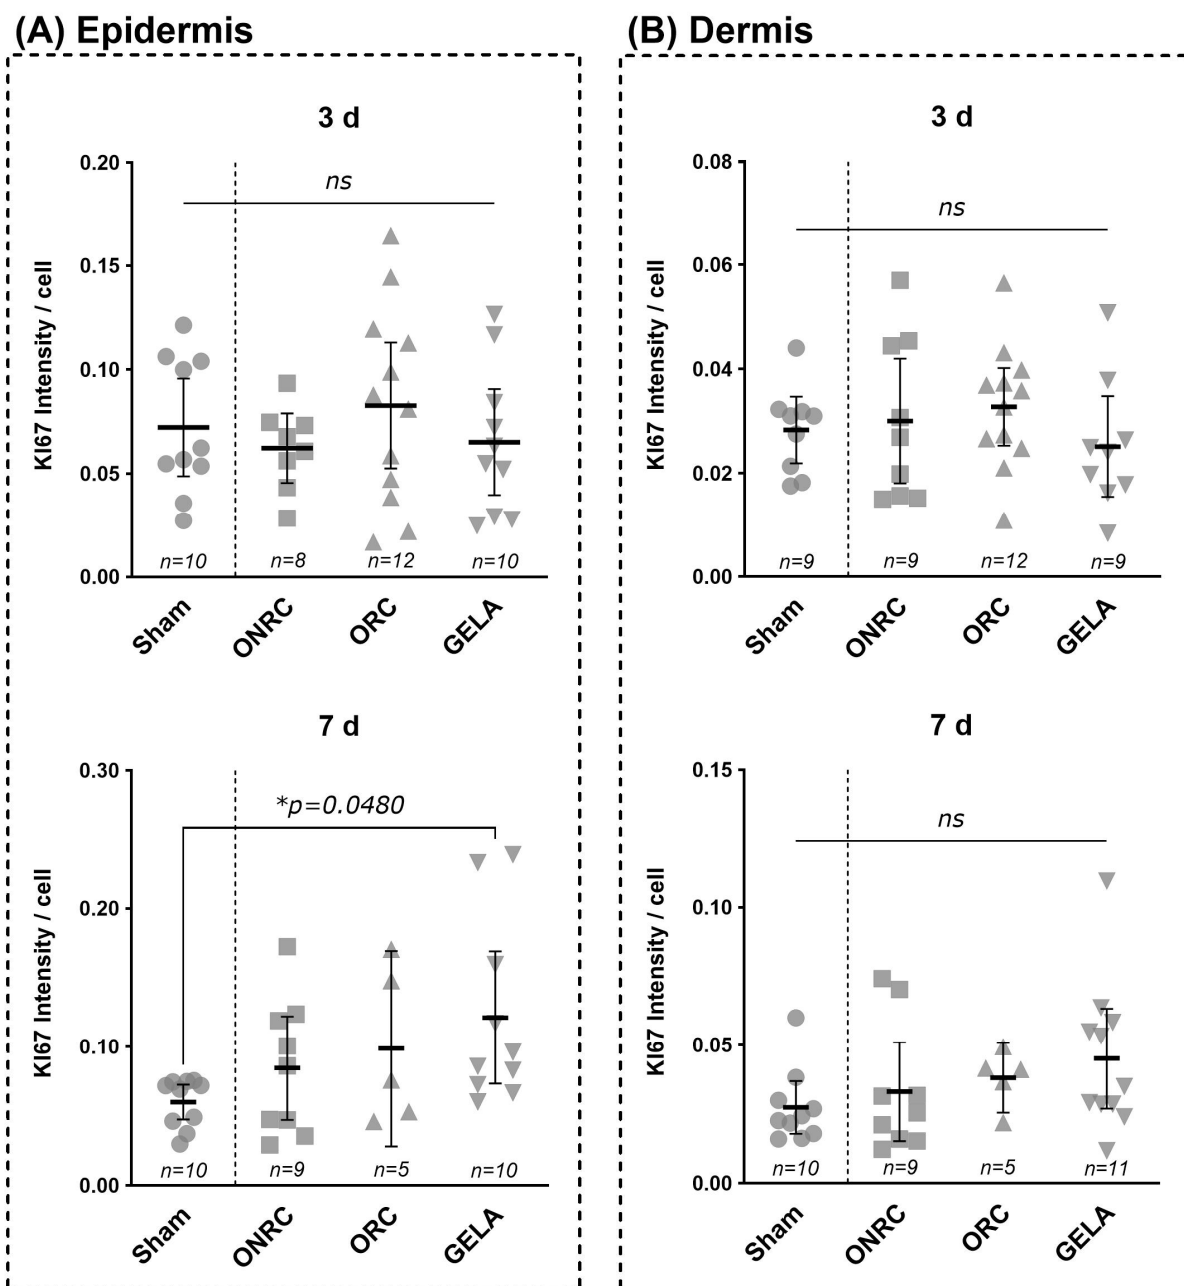 (A) Epidermis
3 d
0.20
0.15
0.10
0.05
0.00
KI67 Intensity / cell
ns
n=10
n=8
n=12
n=10
Sham
ONRC
ORC
GELA
7 d
0.30
0.20
0.10
0.00
KI67 Intensity / cell
*p=0.0480
n=10
n=9
n=5
n=10
Sham
ONRC
ORC
GELA
(B) Dermis
3 d
0.08
0.06
0.04
0.02
0.00
KI67 Intensity / cell
ns
n=9
n=9
n=12
n=9
Sham
ONRC
ORC
GELA
7 d
0.15
0.10
0.05
0.00
KI67 Intensity / cell
ns
n=10
n=9
n=5
n=11
Sham
ONRC
ORC
GELA